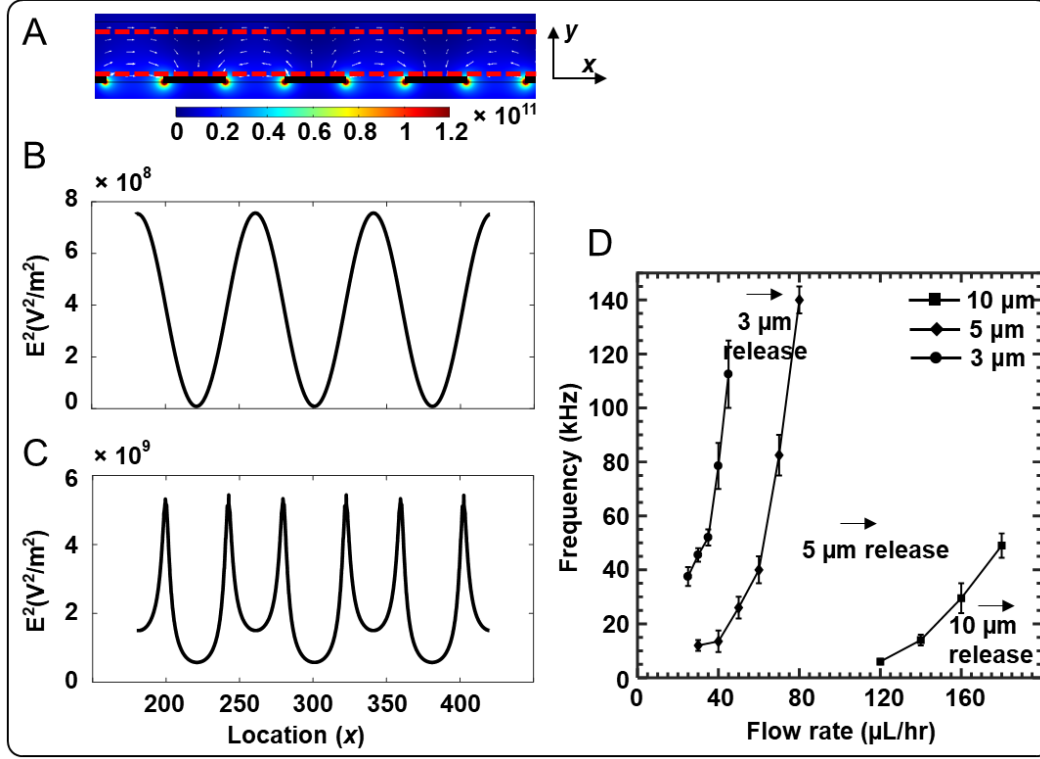 A
y
x
0 0.2 0.4 0.6 0.8 1 1.2 × 10¹¹
B
× 10⁸
8
6
4
2
0
E²(V²/m²)
C
× 10⁹
6
4
2
0
E²(V²/m²)
200 250 300 350 400
Location (x)
D
140
120
100
80
60
40
20
0
Frequency (kHz)
10 µm
5 µm
3 µm
3 µm
release
5 µm release
10 µm
release
0 40 80 120 160
Flow rate (µL/hr)